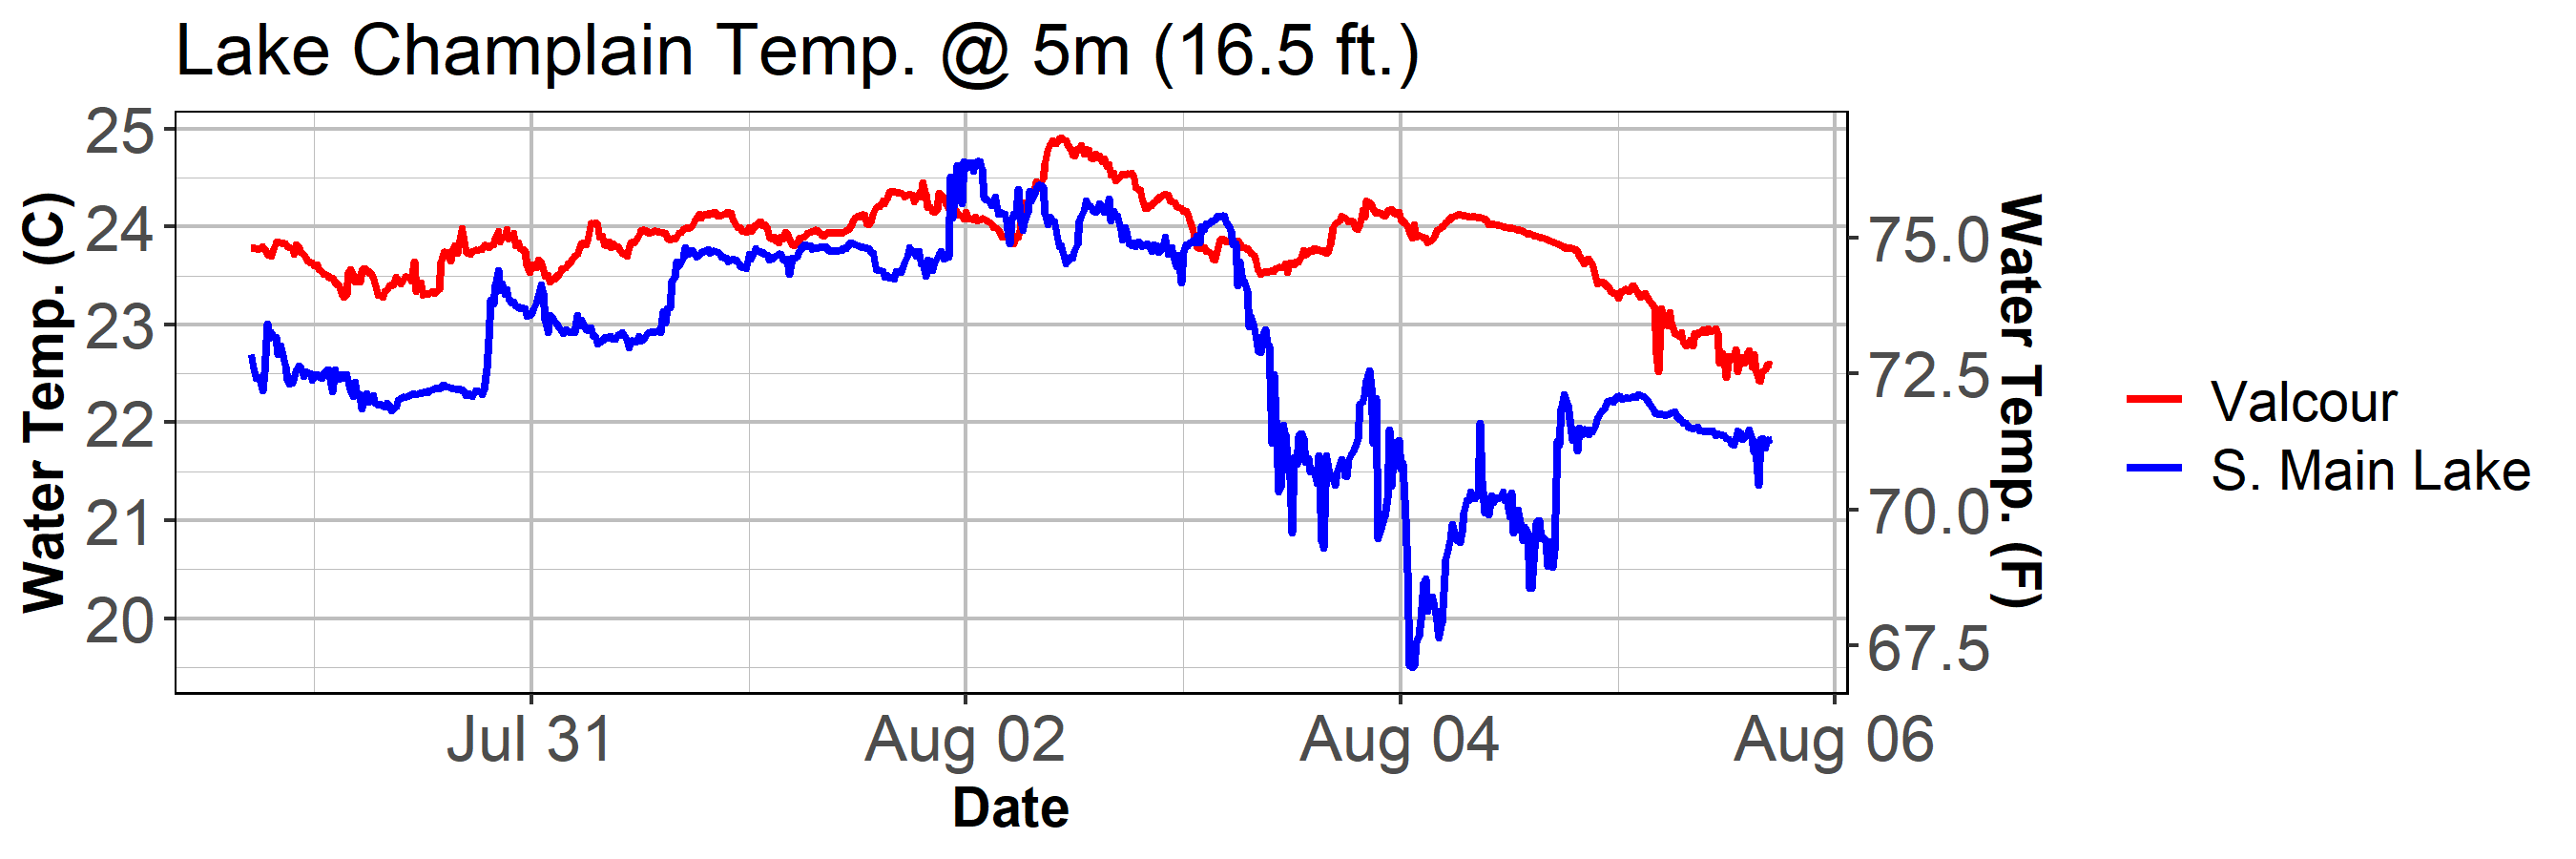 Lake Champlain Temp. @ 5m (16.5 ft.)
Water Temp. (C)
25
24
23
22
21
20
75.0
72.5
70.0
67.5
Water Temp. (F)
Jul 31
Aug 02
Aug 04
Aug 06
Date
Valcour
S. Main Lake